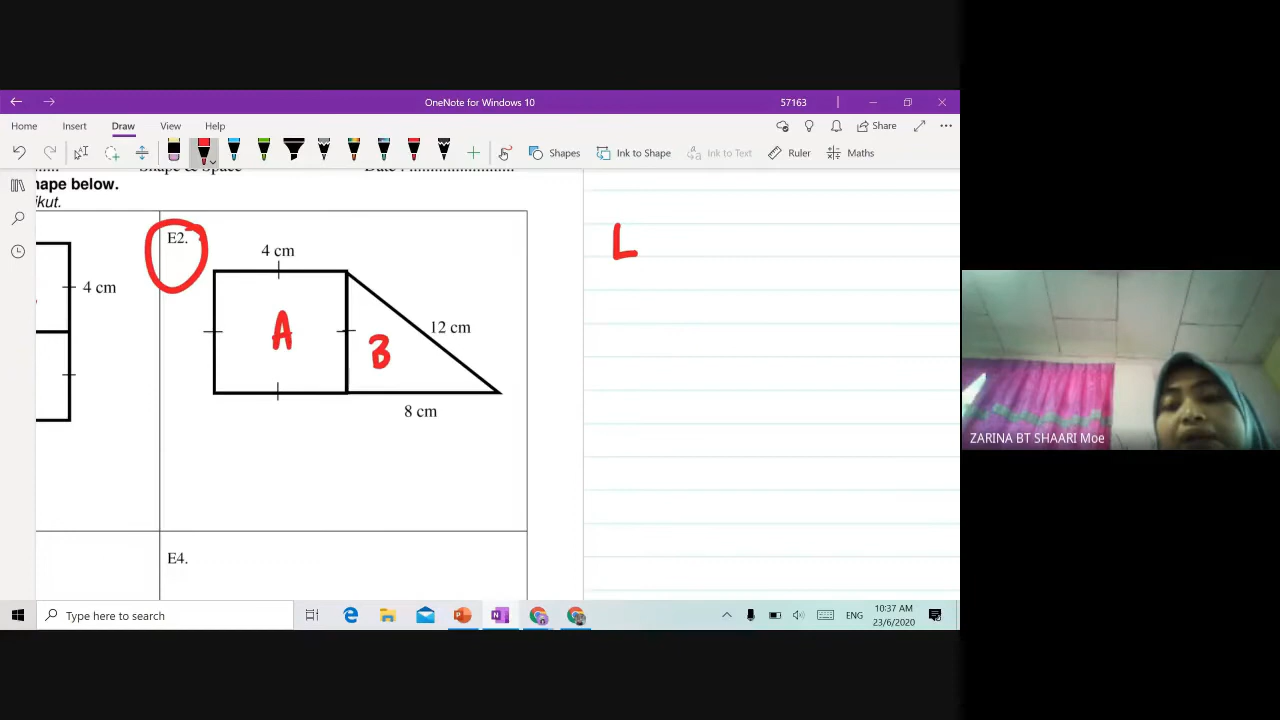 OneNote for Windows 10
57163
Home Insert Draw View Help
Share
Shapes Ink to Shape Ink to Text Ruler Maths
Shape & Space
Date :
hape below.
ikut.
E2.
4 cm
4 cm
A
B
12 cm
8 cm
L
E4.
ZARINA BT SHAARI Moe
Type here to search
ENG
10:37 AM
23/6/2020